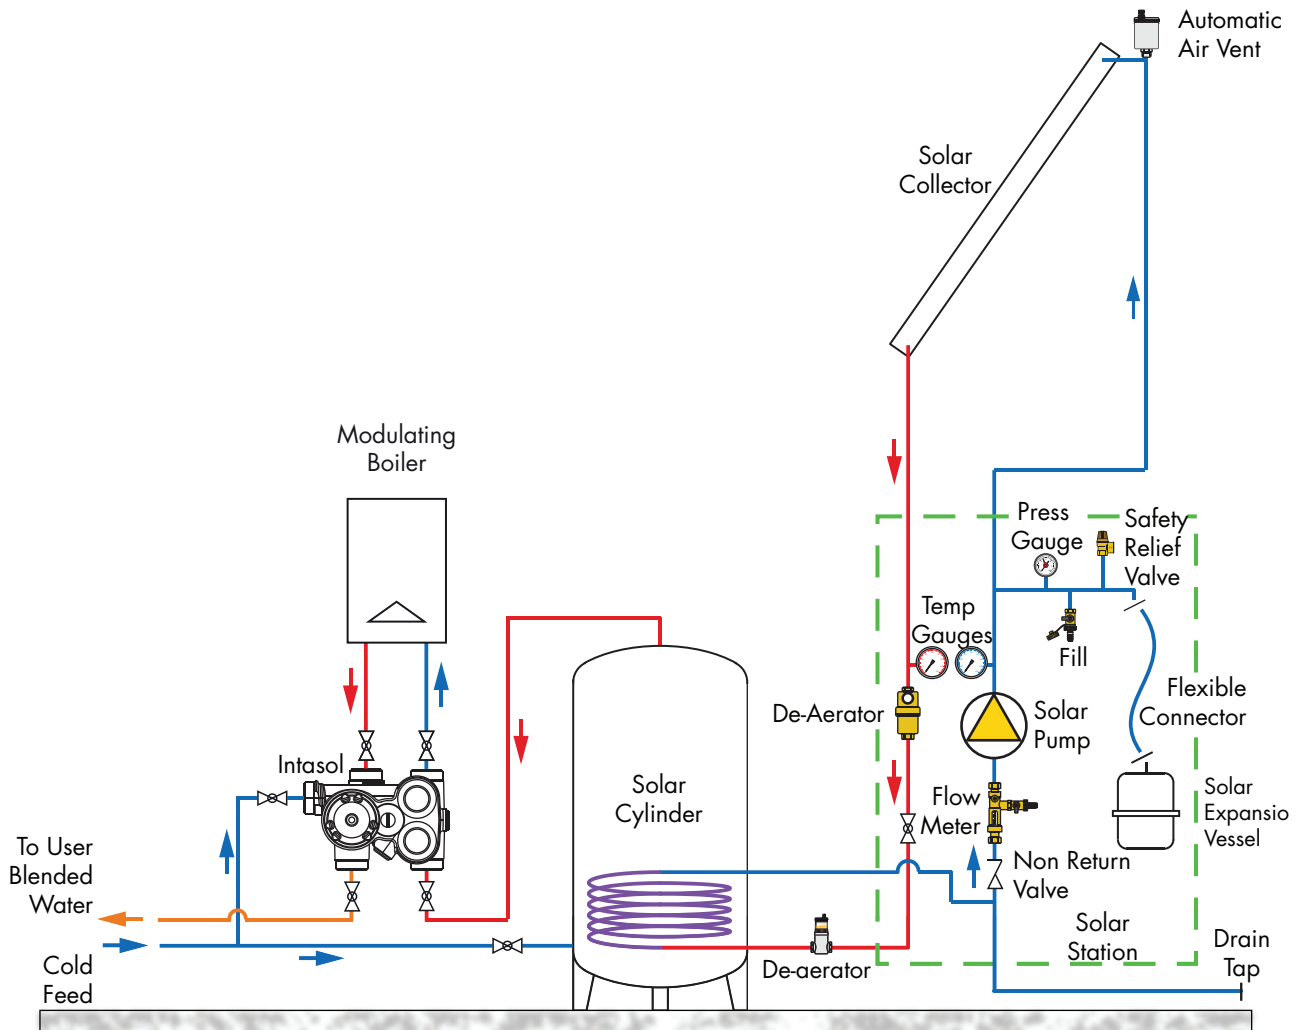 Automatic
Air Vent
Solar
Collector
Modulating
Boiler
Press
Gauge
Safety
Relief
Valve
Temp
Gauges
Fill
Flexible
Connector
De-Aerator
Solar
Pump
Intasol
Solar
Cylinder
Flow
Meter
Solar
Expansio
Vessel
To User
Blended
Water
Non Return
Valve
Solar
Station
Drain
Tap
De-aerator
Cold
Feed